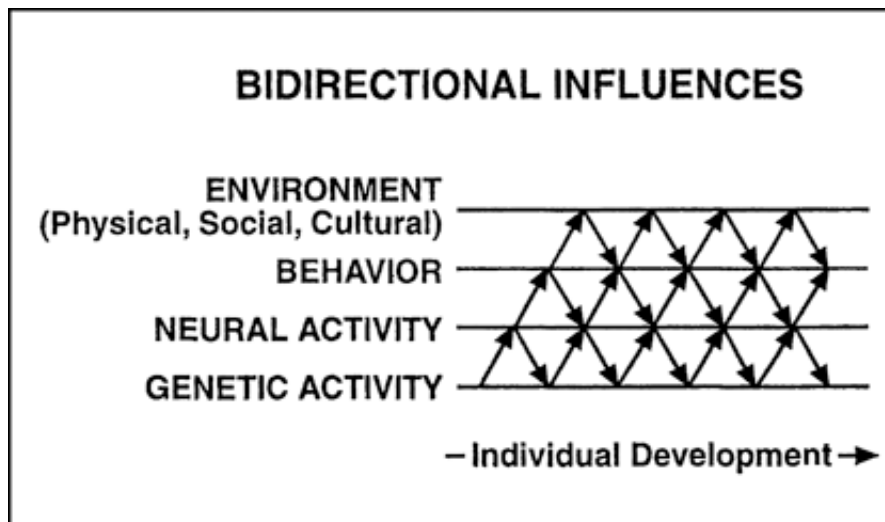 BIDIRECTIONAL INFLUENCES
ENVIRONMENT
(Physical, Social, Cultural)
BEHAVIOR
NEURAL ACTIVITY
GENETIC ACTIVITY
Individual Development